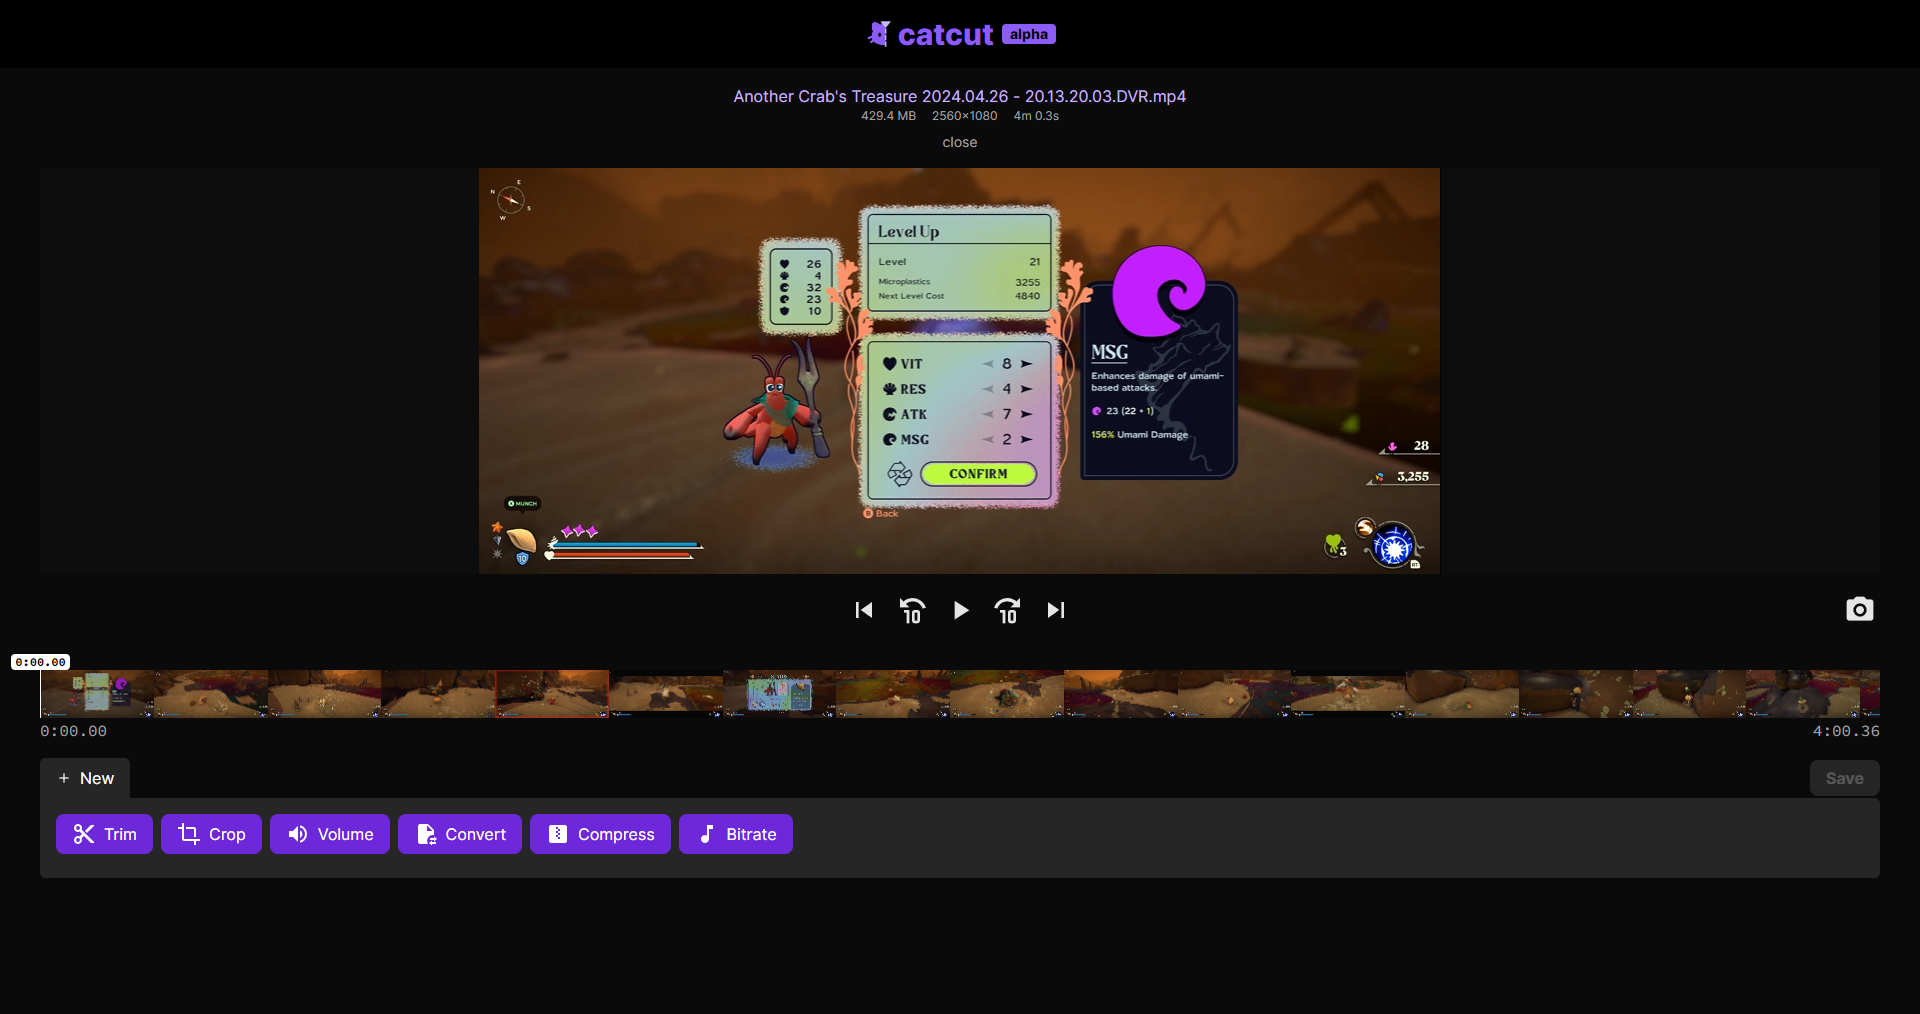 catcut alpha
Another Crab's Treasure 2024.04.26 - 20.13.20.03.DVR.mp4
429.4 MB 2560×1080 4m 0.3s
close
N E S W
26
4
32
23
10
Level Up
Level 21
Microplastics 3255
Next Level Cost 4840
VIT 8
RES 4
ATK 7
MSG 2
CONFIRM
B Back
MSG
Enhances damage of umami-
based attacks.
23 (22 + 1)
156% Umami Damage
28
3,255
MUNCH
10
3
10 10
0:00.00
0:00.00 4:00.36
+ New
Save
Trim Crop Volume Convert Compress Bitrate